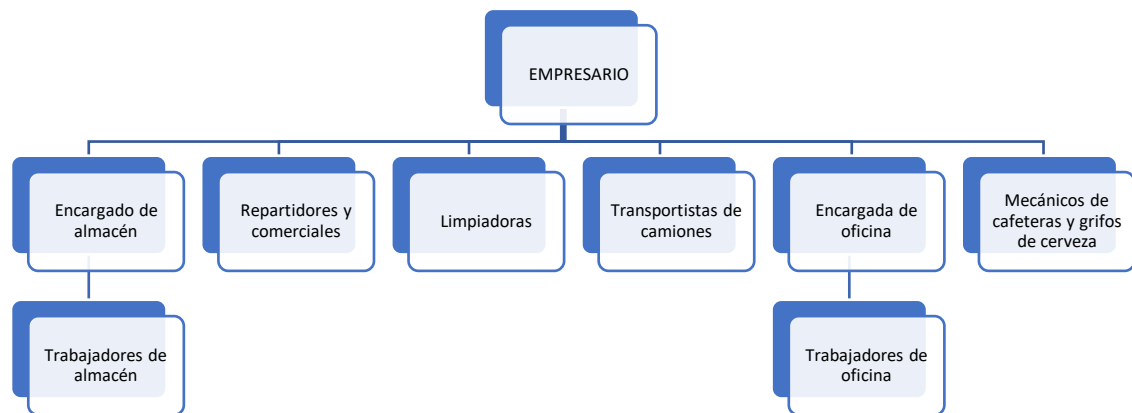 EMPRESARIO
Encargado de
almacén
Repartidores y
comerciales
Limpiadoras
Transportistas de
camiones
Encargada de
oficina
Mecánicos de
cafeteras y grifos
de cerveza
Trabajadores de
almacén
Trabajadores de
oficina